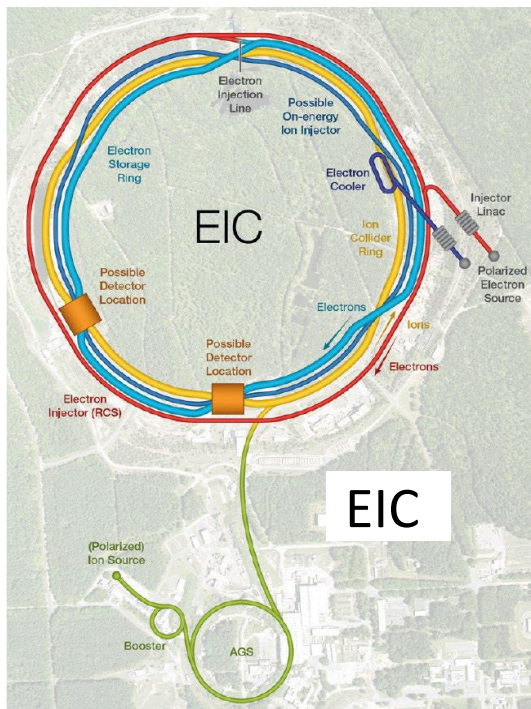 Electron
Injection
Line
Possible
On-energy
Ion Injector
Electron
Storage
Ring
Electron
Cooler
Injector
Linac
EIC
Ion
Collider
Ring
Polarized
Electron
Source
Possible
Detector
Location
Electrons
Ions
Possible
Detector
Location
Electrons
Electron
Injector (RCS)
EIC
(Polarized)
Ion Source
Booster
AGS